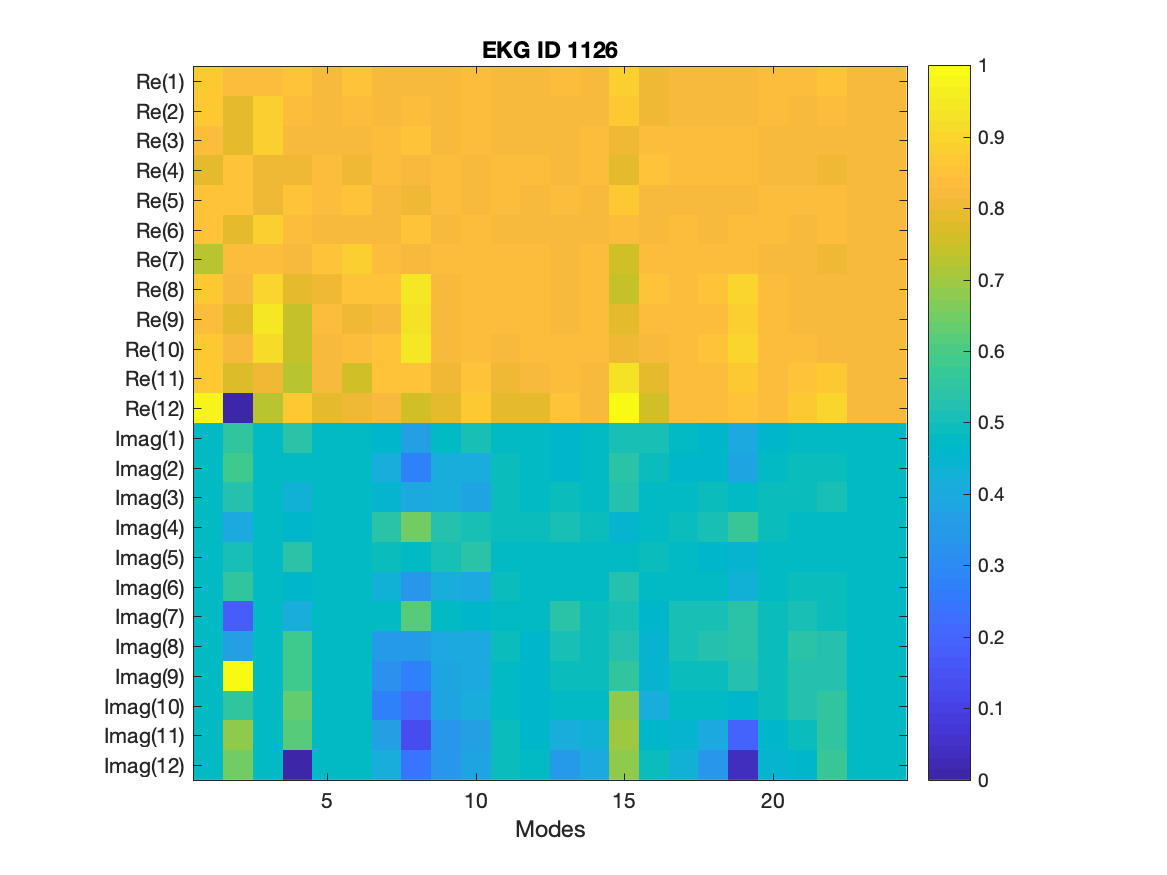 EKG ID 1126
Re(1)
Re(2)
Re(3)
Re(4)
Re(5)
Re(6)
Re(7)
Re(8)
Re(9)
Re(10)
Re(11)
Re(12)
Imag(1)
Imag(2)
Imag(3)
Imag(4)
Imag(5)
Imag(6)
Imag(7)
Imag(8)
Imag(9)
Imag(10)
Imag(11)
Imag(12)
5 10 15 20
Modes
1
0.9
0.8
0.7
0.6
0.5
0.4
0.3
0.2
0.1
0